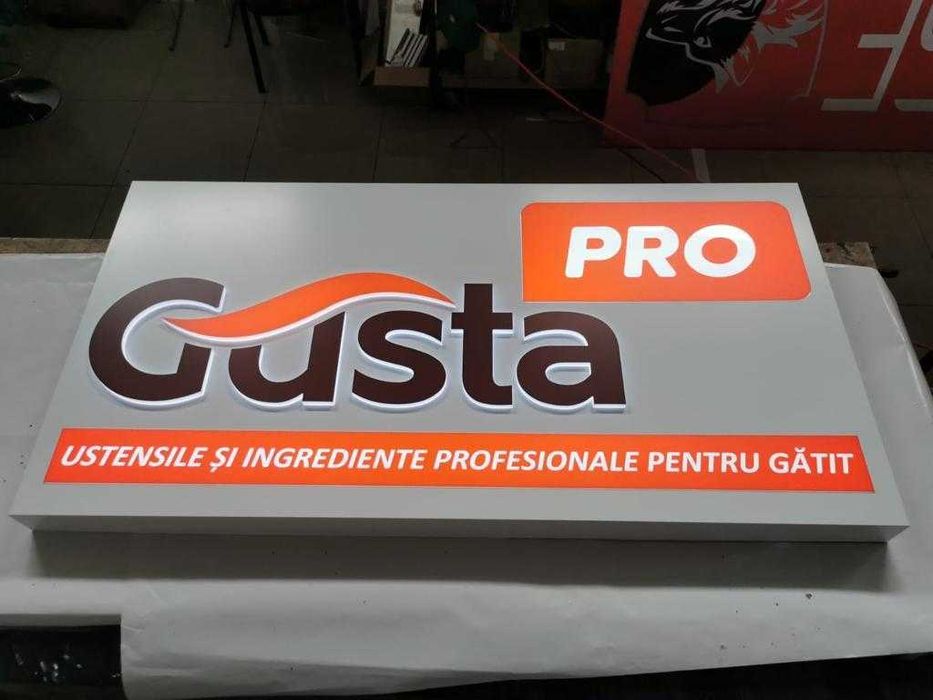 PRO
Gusta
USTENSILE ȘI INGREDIENTE PROFESIONALE PENTRU GĂTIT